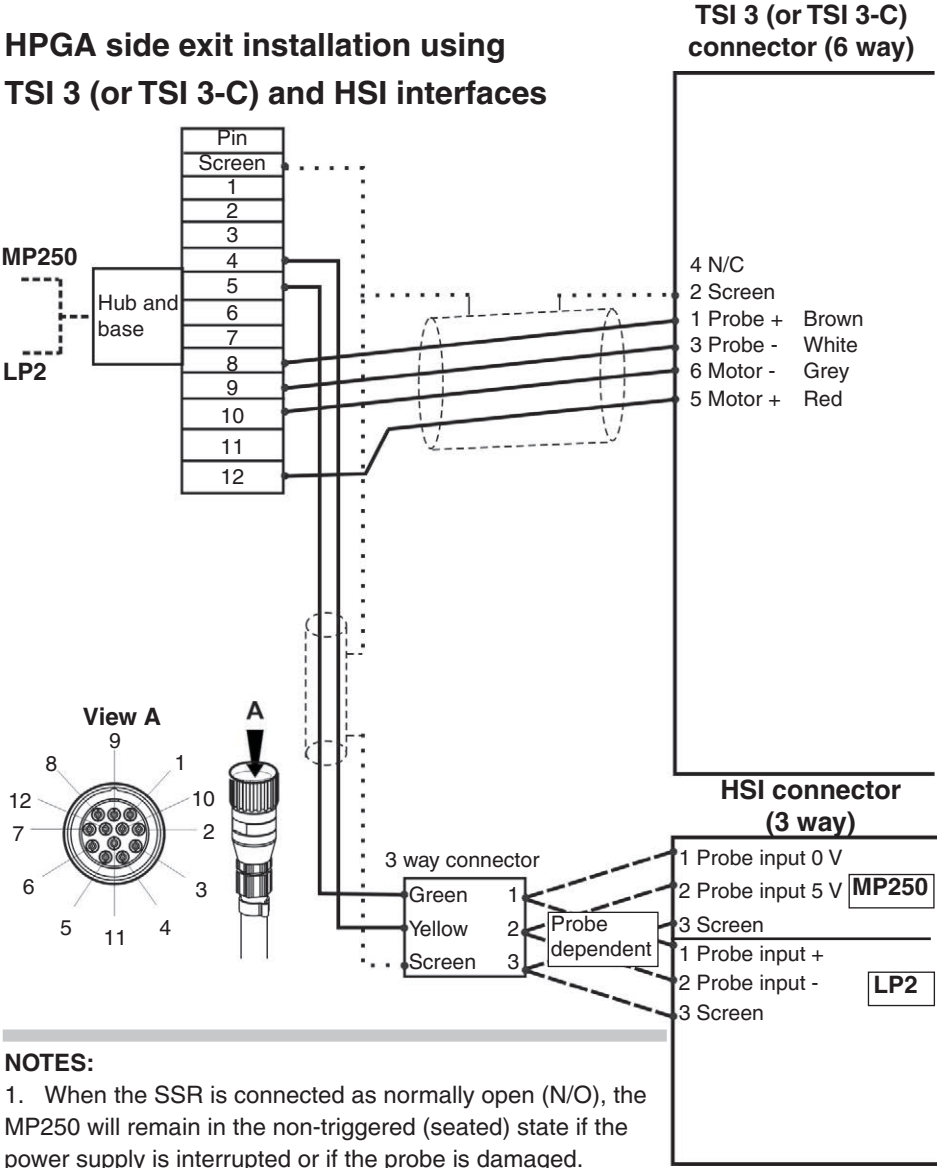 TSI 3 (or TSI 3-C)
connector (6 way)
HPGA side exit installation using
TSI 3 (or TSI 3-C) and HSI interfaces
Pin
Screen
1
2
3
4
5
6
7
8
9
10
11
12
MP250
LP2
Hub and
base
4 N/C
2 Screen
1 Probe + Brown
3 Probe - White
6 Motor - Grey
5 Motor + Red
View A
9
8
1
12
10
7
2
6
3
5
11
4
A
3 way connector
Green 1
Yellow 2
Screen 3
Probe
dependent
HSI connector
(3 way)
1 Probe input 0 V
2 Probe input 5 V MP250
3 Screen
1 Probe input +
2 Probe input - LP2
3 Screen
NOTES:
1. When the SSR is connected as normally open (N/O), the
MP250 will remain in the non-triggered (seated) state if the
power supply is interrupted or if the probe is damaged.